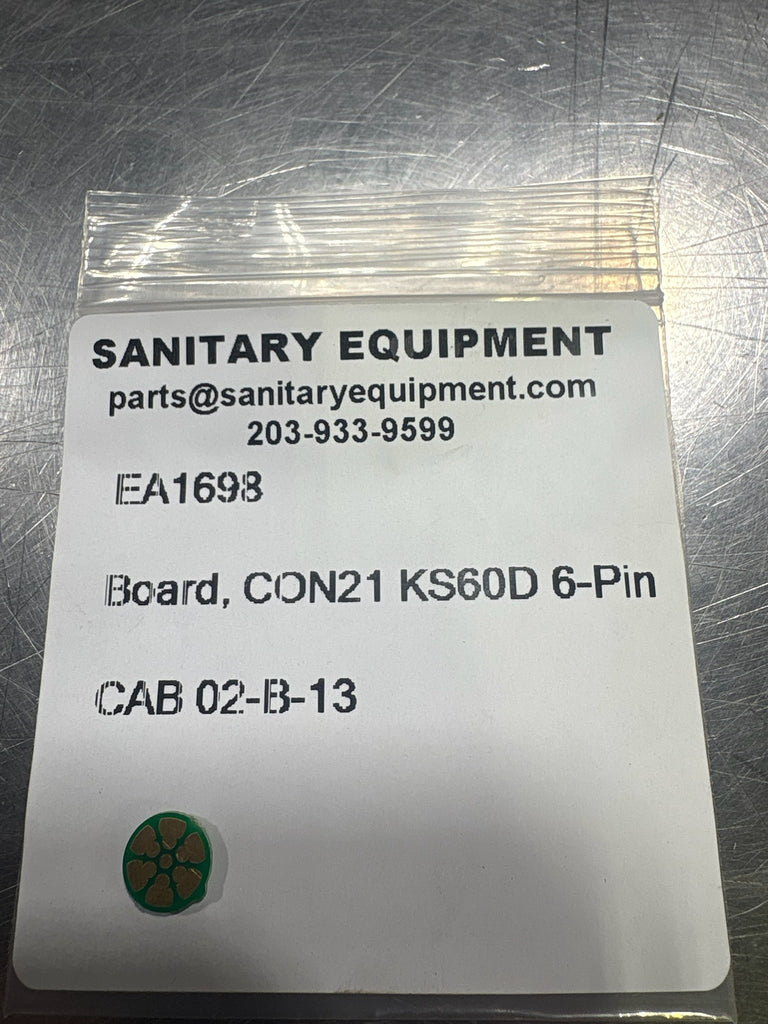 SANITARY EQUIPMENT
parts@sanitaryequipment.com
203-933-9599
EA1698
Board, CON21 KS60D 6-Pin
CAB 02-B-13